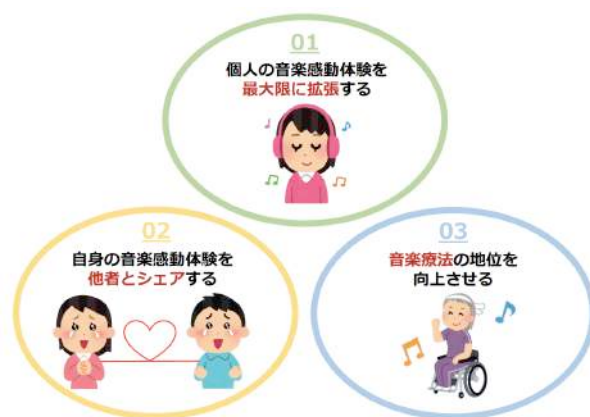 01
個人の音楽感動体験を
最大限に拡張する
02
自身の音楽感動体験を
他者とシェアする
03
音楽療法の地位を
向上させる